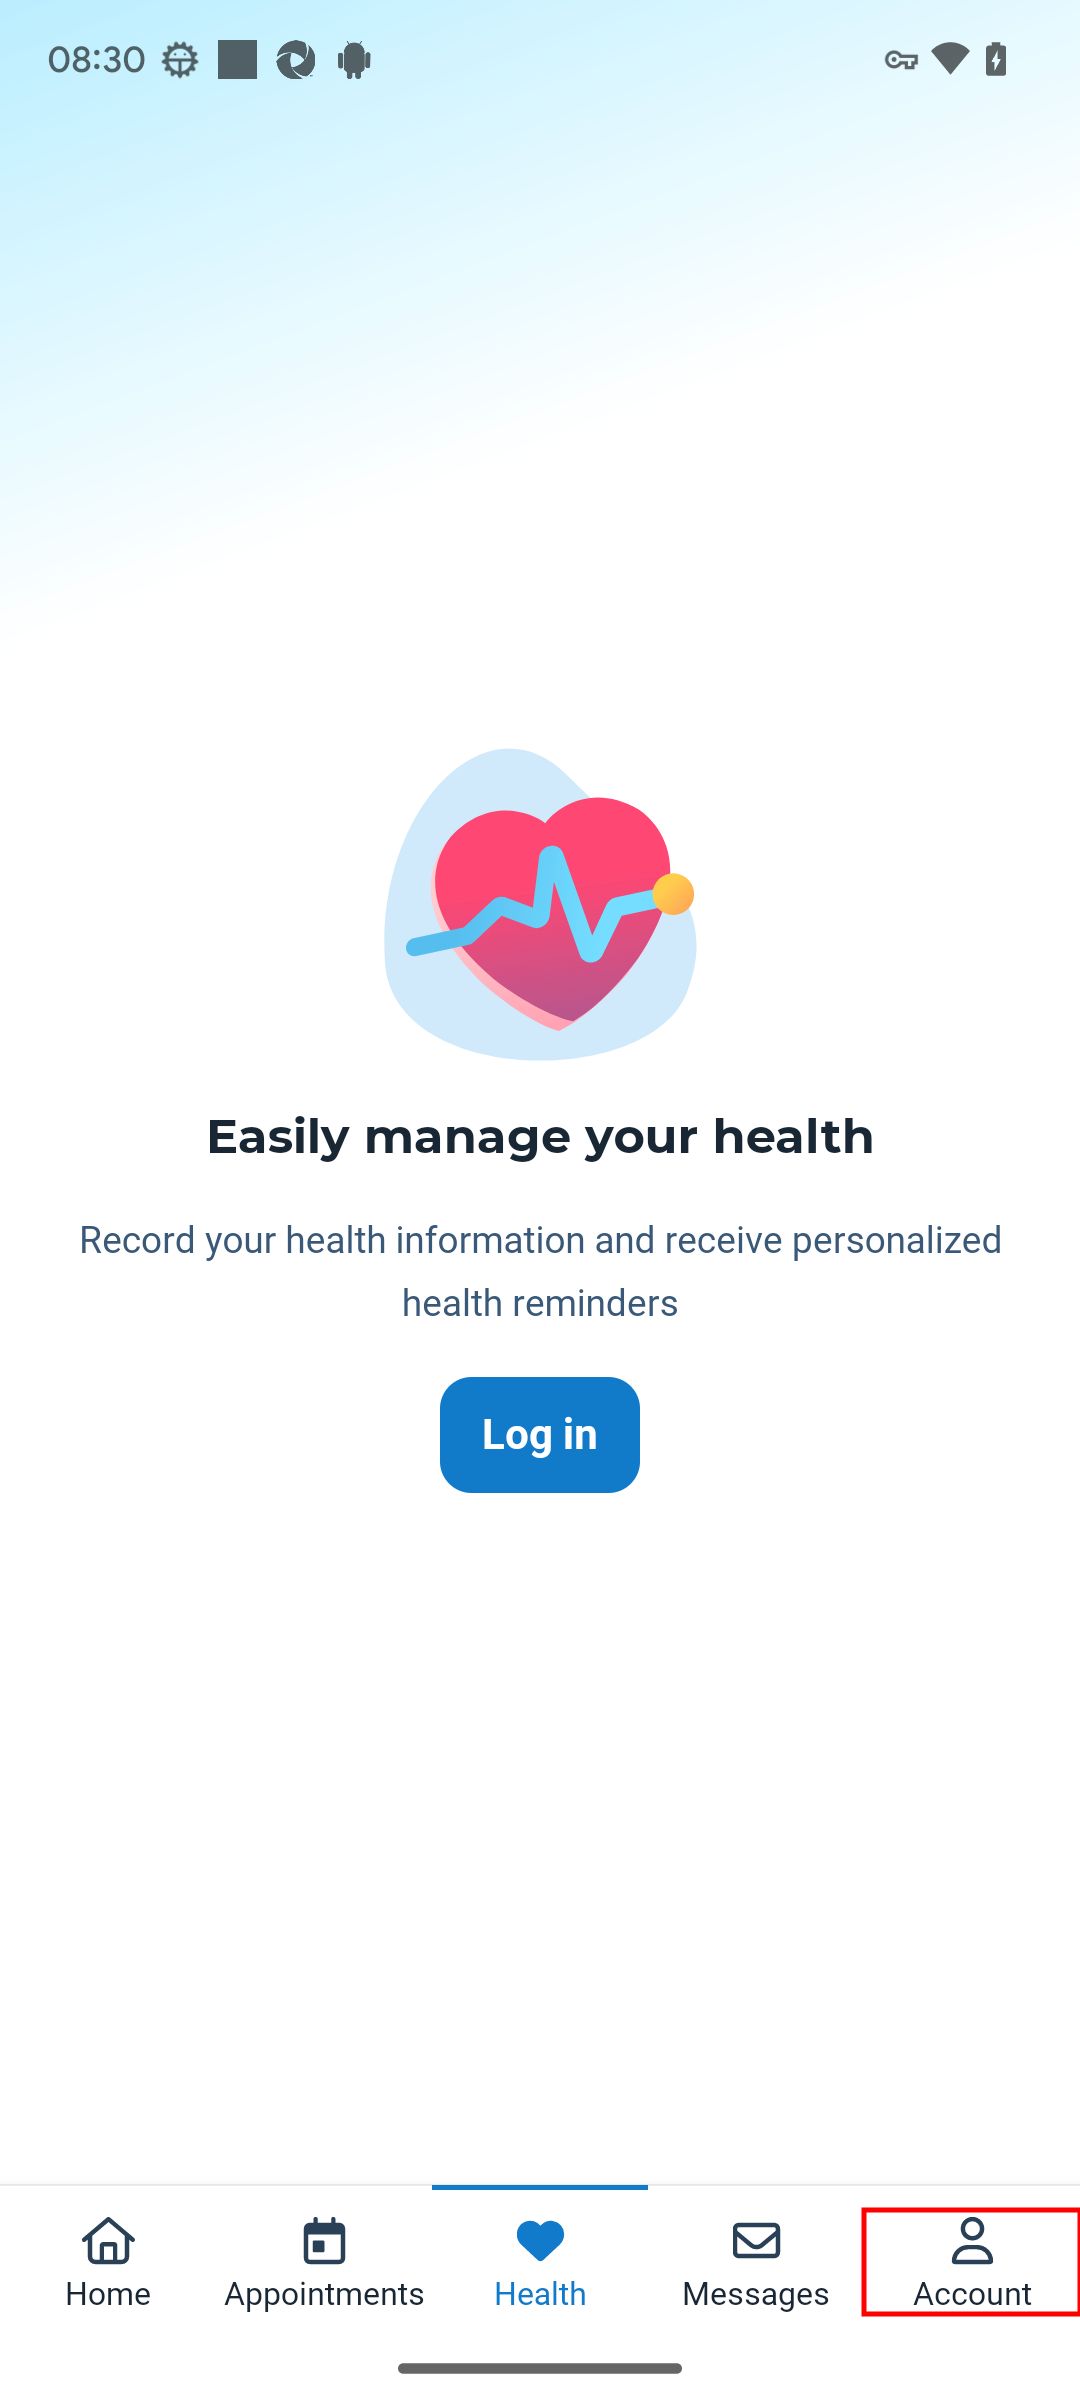 08:30
Easily manage your health
Record your health information and receive personalized
health reminders
Log in
Home
Appointments
Health
Messages
Account